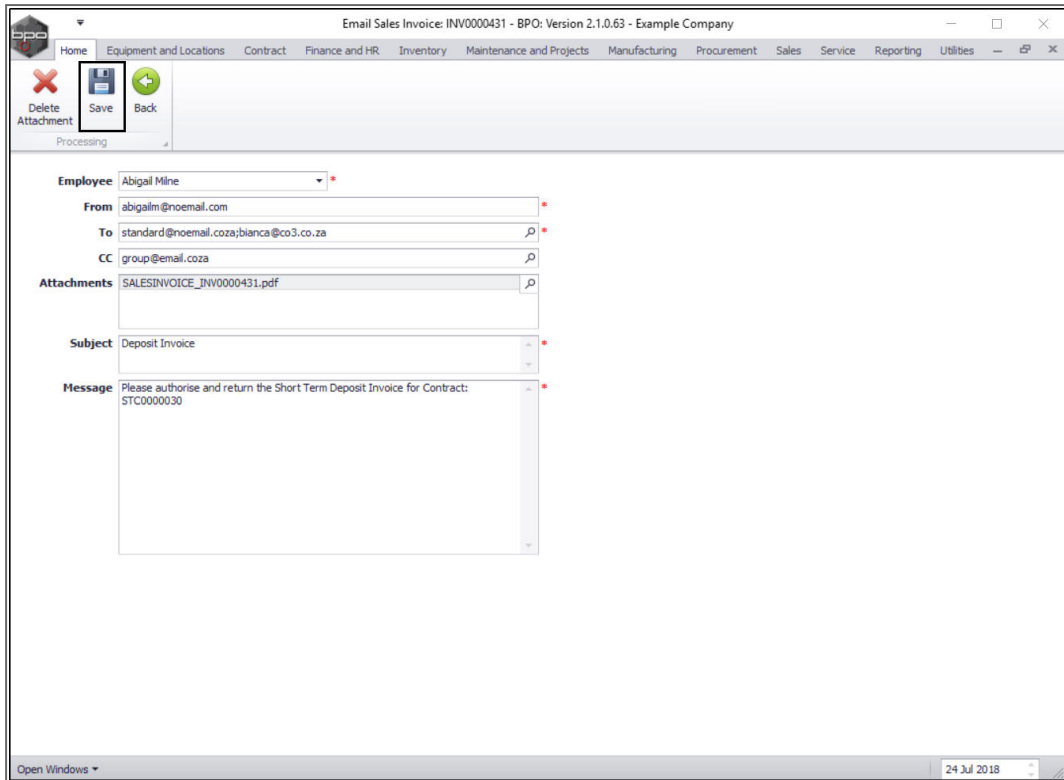 Email Sales Invoice: INV0000431 - BPO: Version 2.1.0.63 - Example Company
bpo
Home Equipment and Locations Contract Finance and HR Inventory Maintenance and Projects Manufacturing Procurement Sales Service Reporting Utilities
Delete Attachment Save Back
Processing
Employee Abigail Milne *
From abigailm@noemail.com *
To standard@noemail.coza;bianca@co3.co.za *
CC group@email.coza
Attachments SALESINVOICE_INV0000431.pdf
Subject Deposit Invoice *
Message Please authorise and return the Short Term Deposit Invoice for Contract: *
STC0000030
Open Windows 24 Jul 2018